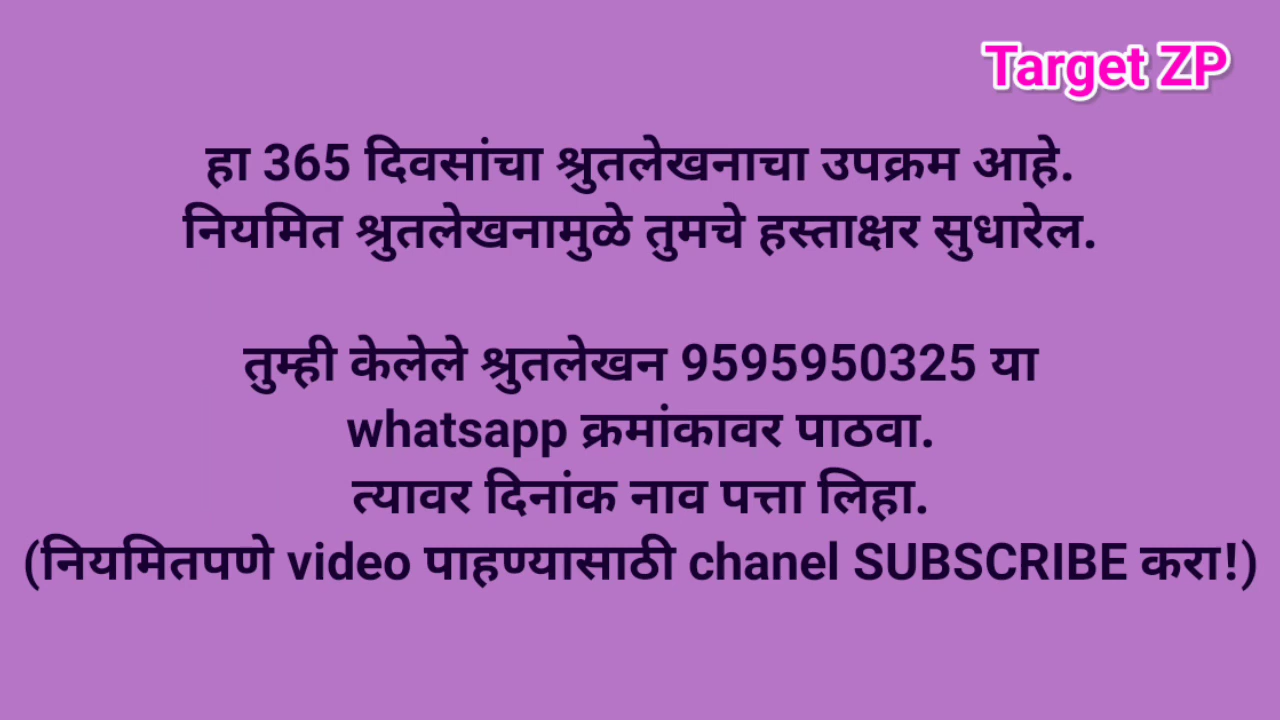 Target ZP
हा 365 दिवसांचा श्रुतलेखनाचा उपक्रम आहे.
नियमित श्रुतलेखनामुळे तुमचे हस्ताक्षर सुधारेल.
तुम्ही केलेले श्रुतलेखन 9595950325 या
whatsapp क्रमांकावर पाठवा.
त्यावर दिनांक नाव पत्ता लिहा.
(नियमितपणे video पाहण्यासाठी chanel SUBSCRIBE करा!)